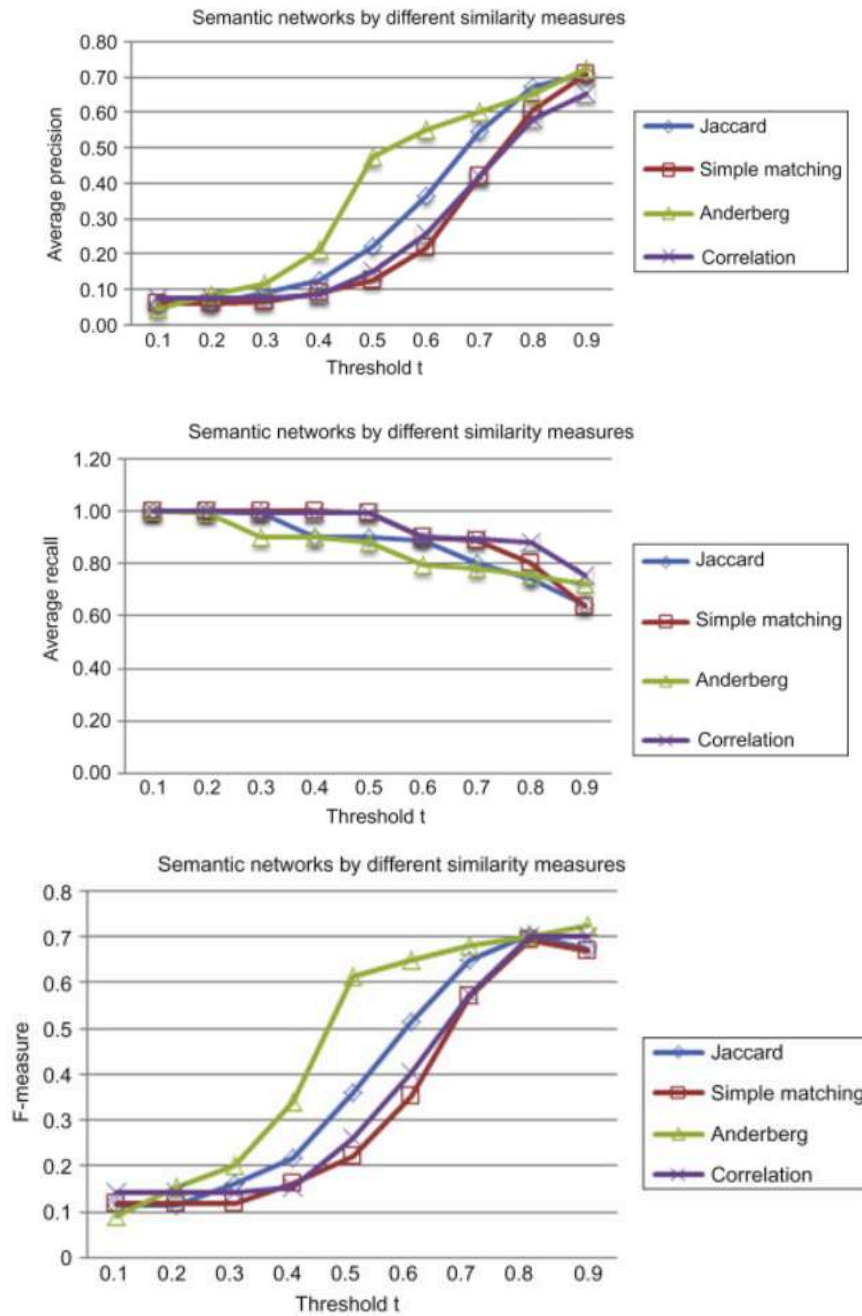 Semantic networks by different similarity measures
0.80
0.70
0.60
0.50
0.40
0.30
0.20
0.10
0.00
Average precision
0.1 0.2 0.3 0.4 0.5 0.6 0.7 0.8 0.9
Threshold t
Jaccard
Simple matching
Anderberg
Correlation
Semantic networks by different similarity measures
1.20
1.00
0.80
0.60
0.40
0.20
0.00
Average recall
0.1 0.2 0.3 0.4 0.5 0.6 0.7 0.8 0.9
Threshold t
Jaccard
Simple matching
Anderberg
Correlation
Semantic networks by different similarity measures
0.8
0.7
0.6
0.5
0.4
0.3
0.2
0.1
0
F-measure
0.1 0.2 0.3 0.4 0.5 0.6 0.7 0.8 0.9
Threshold t
Jaccard
Simple matching
Anderberg
Correlation